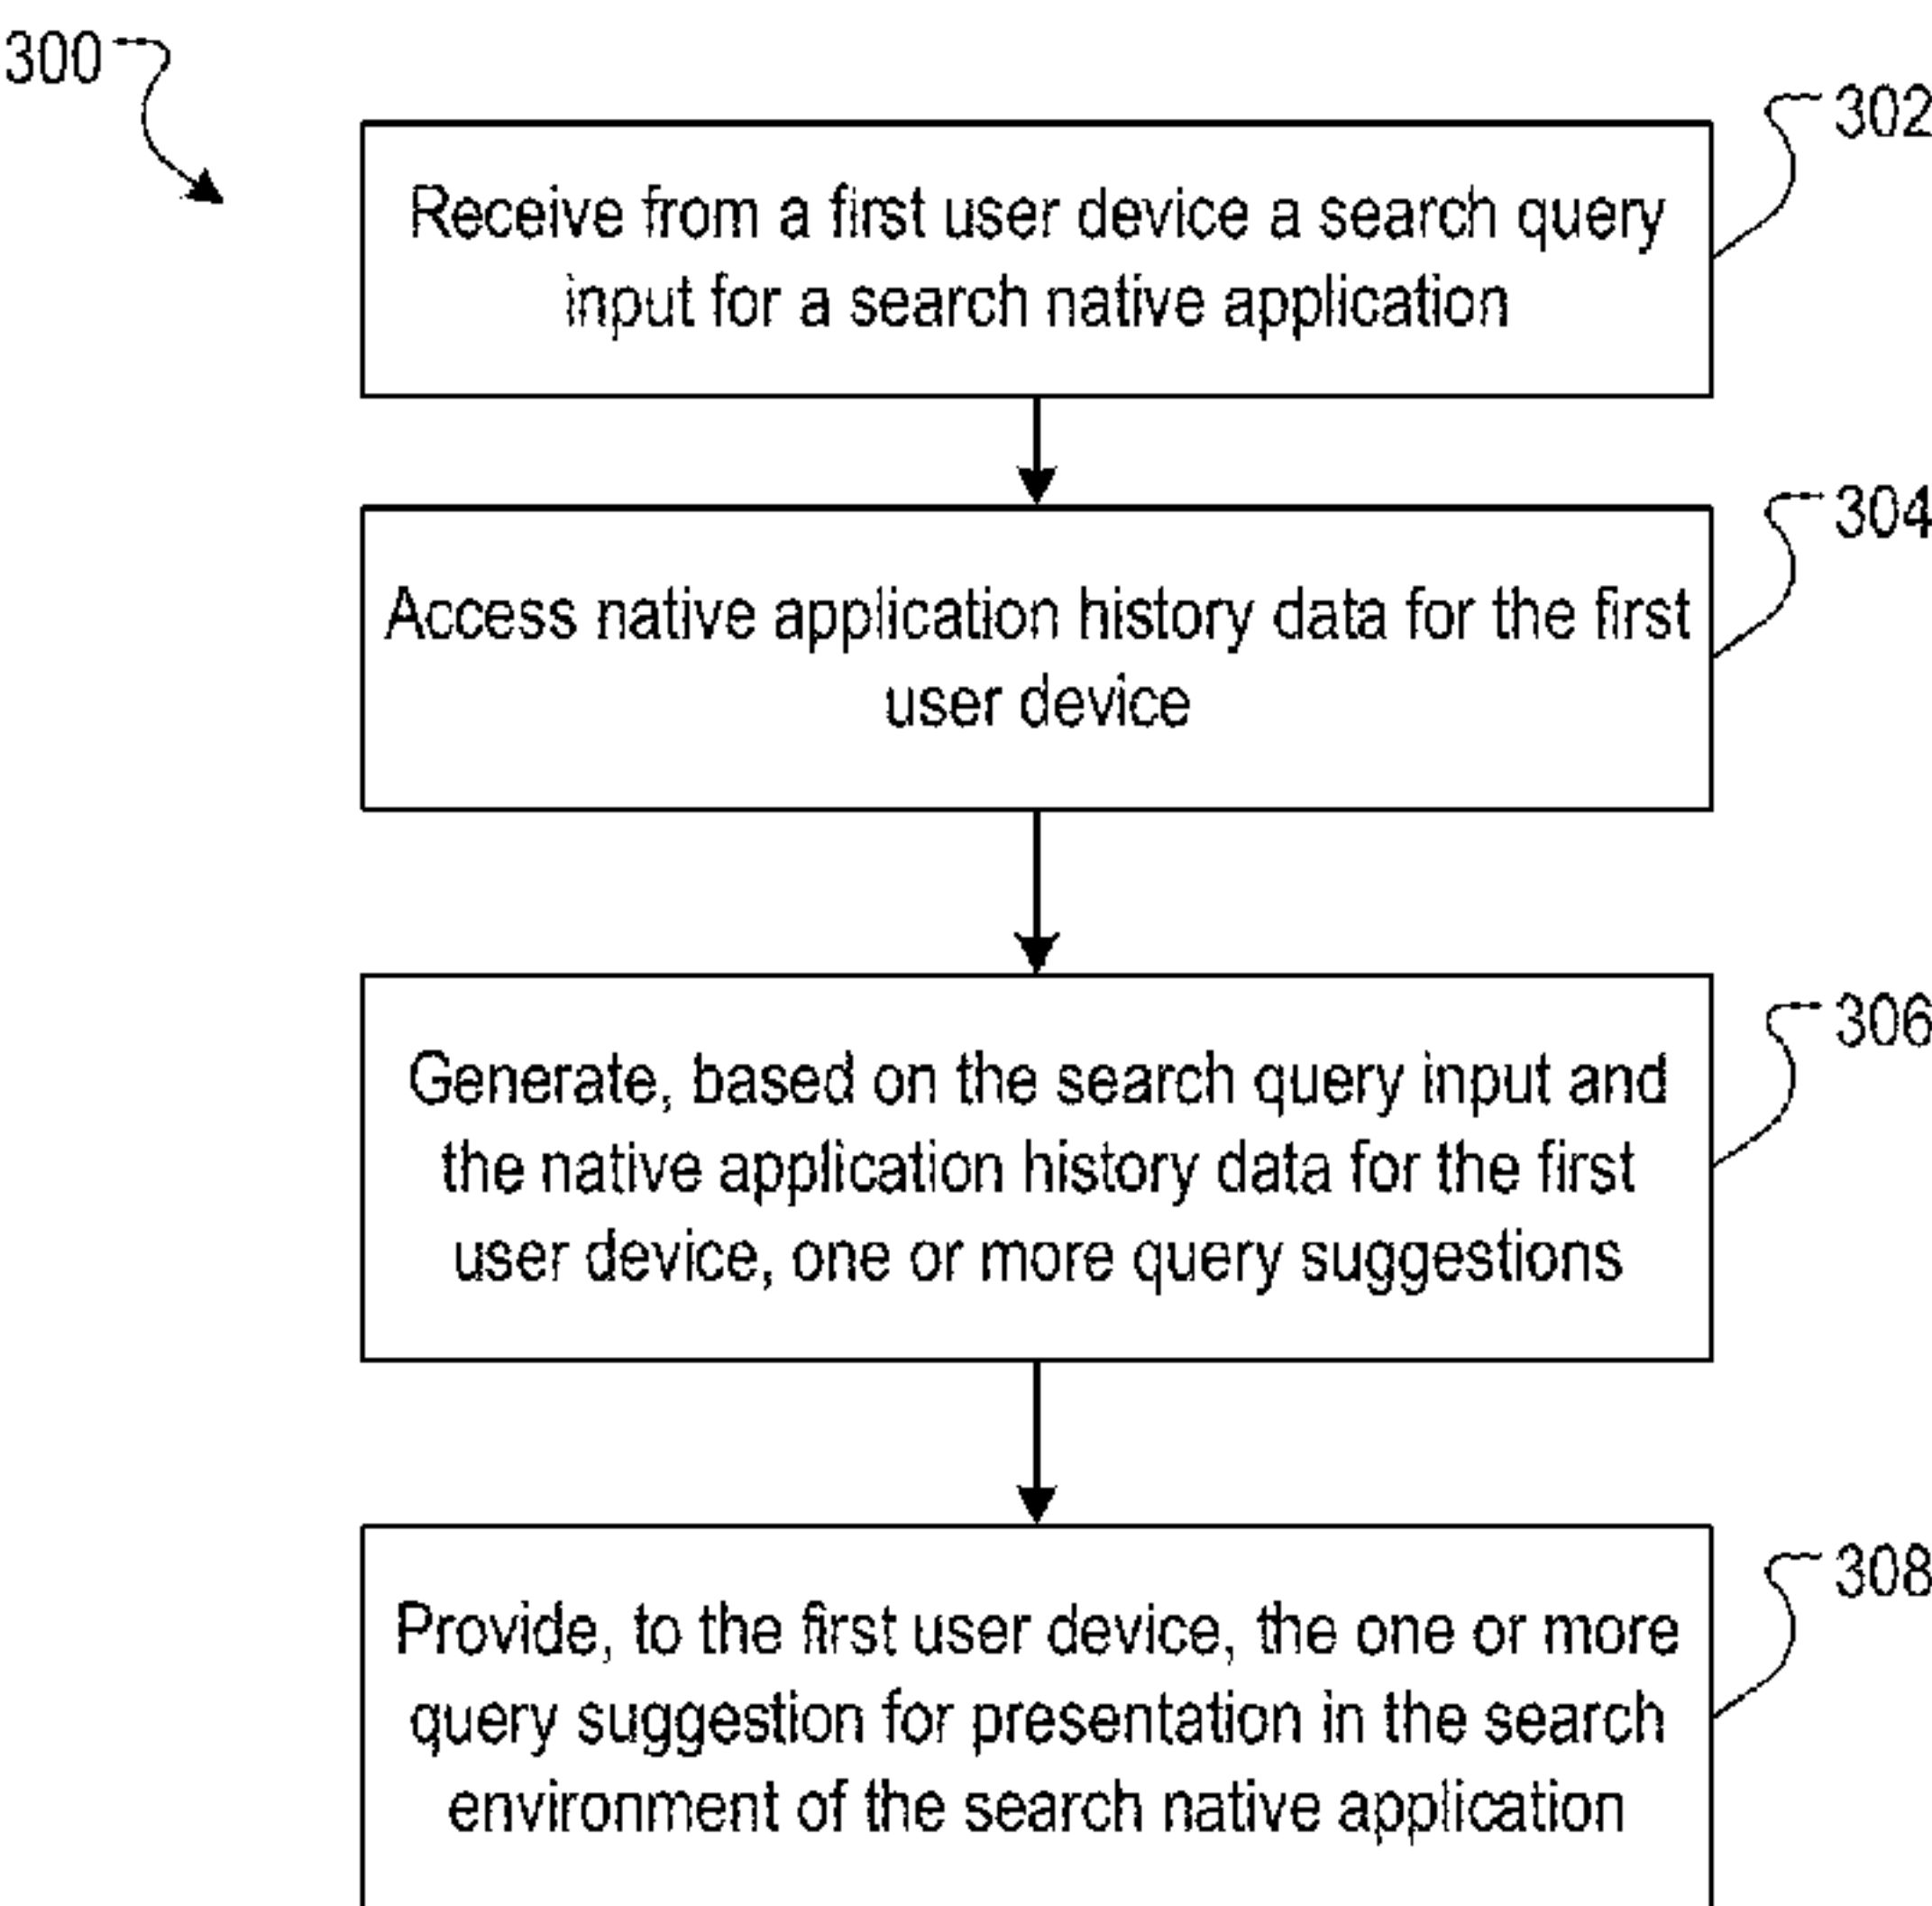 300
302
Receive from a first user device a search query
input for a search native application
304
Access native application history data for the first
user device
306
Generate, based on the search query input and
the native application history data for the first
user device, one or more query suggestions
308
Provide, to the first user device, the one or more
query suggestion for presentation in the search
environment of the search native application